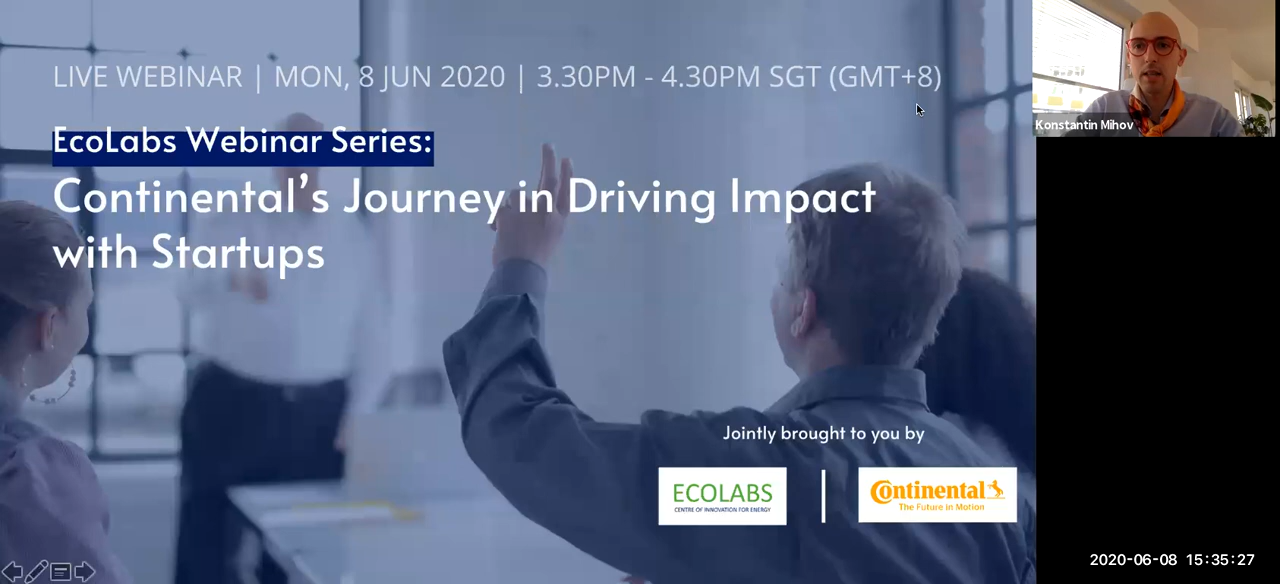 LIVE WEBINAR | MON, 8 JUN 2020 | 3.30PM - 4.30PM SGT (GMT+8)
EcoLabs Webinar Series:
Continental's Journey in Driving Impact
with Startups
Jointly brought to you by
ECOLABS
CENTRE OF INNOVATION FOR ENERGY
Continental
The Future in Motion
Konstantin Mihov
2020-06-08 15:35:27